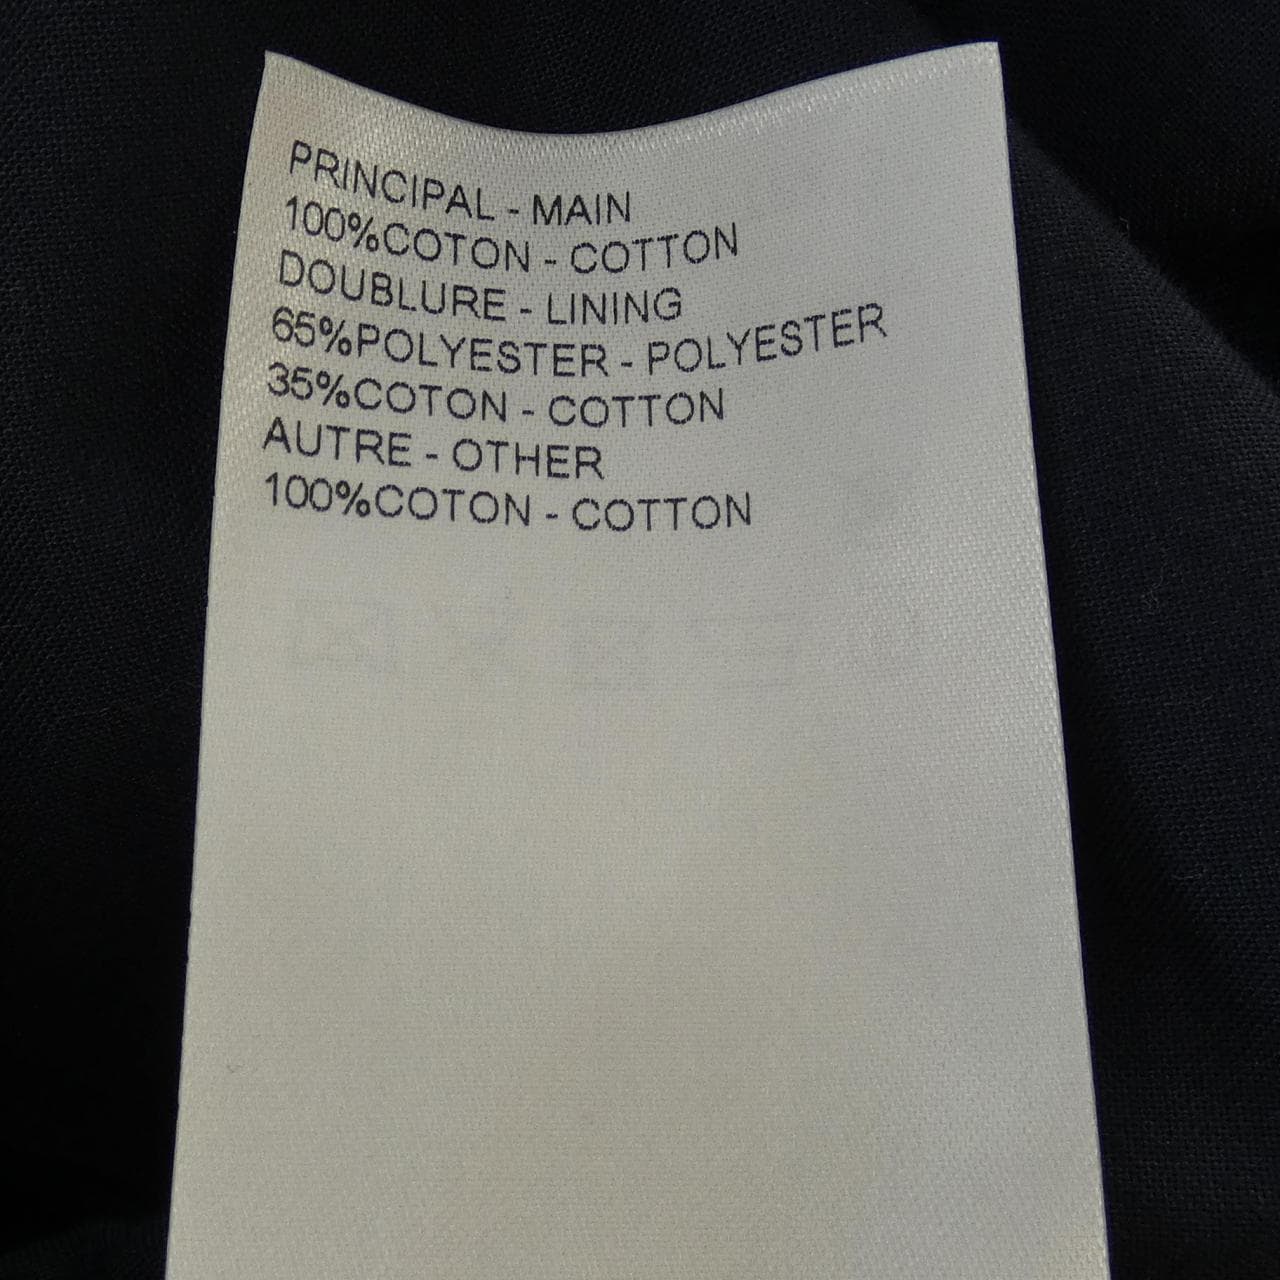 PRINCIPAL - MAIN
100%COTON - COTTON
DOUBLURE - LINING
65%POLYESTER - POLYESTER
35%COTON - COTTON
AUTRE - OTHER
100%COTON - COTTON